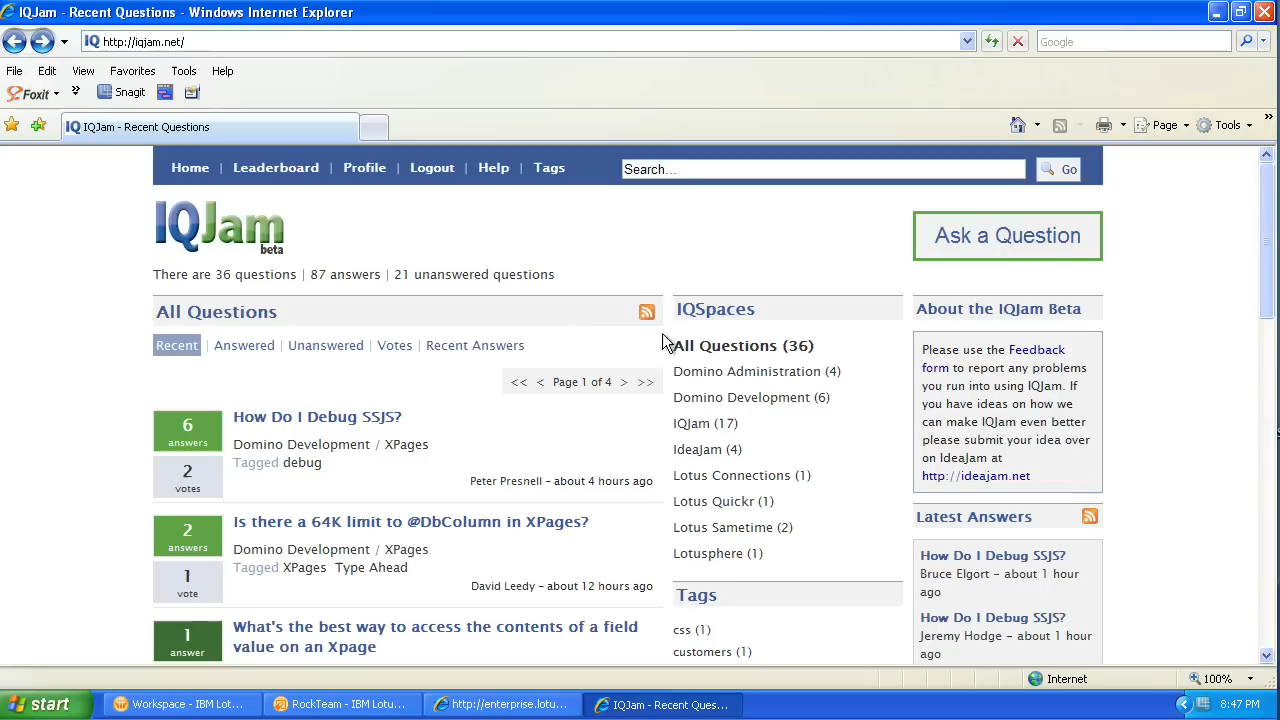 IQJam - Recent Questions - Windows Internet Explorer
http://iqjam.net/
Google
File Edit View Favorites Tools Help
Foxit » Snagit
IQJam - Recent Questions
Page Tools »
Home | Leaderboard | Profile | Logout | Help | Tags
Search...
Go
IQJam
beta
Ask a Question
There are 36 questions | 87 answers | 21 unanswered questions
All Questions
Recent Answered Unanswered Votes Recent Answers
<< < Page 1 of 4 > >>
6
answers
2
votes
How Do I Debug SSJS?
Domino Development / XPages
Tagged debug
Peter Presnell - about 4 hours ago
2
answers
1
vote
Is there a 64K limit to @DbColumn in XPages?
Domino Development / XPages
Tagged XPages Type Ahead
David Leedy - about 12 hours ago
1
answer
What's the best way to access the contents of a field
value on an Xpage
IQSpaces
All Questions (36)
Domino Administration (4)
Domino Development (6)
IQJam (17)
IdeaJam (4)
Lotus Connections (1)
Lotus Quickr (1)
Lotus Sametime (2)
Lotusphere (1)
Tags
css (1)
customers (1)
About the IQJam Beta
Please use the Feedback
form to report any problems
you run into using IQJam. If
you have ideas on how we
can make IQJam even better
please submit your idea over
on IdeaJam at
http://ideajam.net
Latest Answers
How Do I Debug SSJS?
Bruce Elgort - about 1 hour
ago
How Do I Debug SSJS?
Jeremy Hodge - about 1 hour
ago
Internet
100%
start
Workspace - IBM Lot...
RockTeam - IBM Lotu...
http://enterprise.lotu...
IQJam - Recent Ques...
8:47 PM